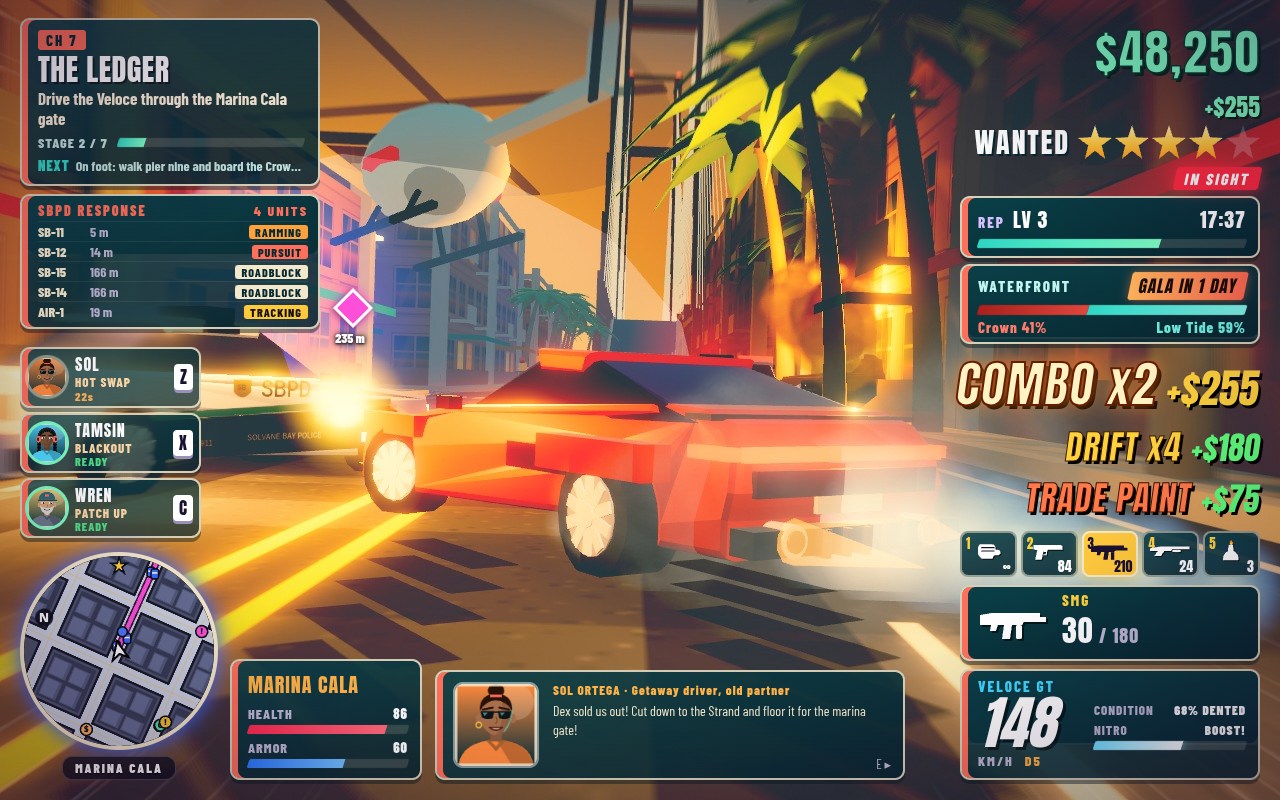 CH 7
THE LEDGER
Drive the Veloce through the Marina Cala
gate
STAGE 2 / 7
NEXT On foot: walk pier nine and board the Crow...
SBPD RESPONSE 4 UNITS
SB-11 5 m RAMMING
SB-12 14 m PURSUIT
SB-15 166 m ROADBLOCK
SB-14 166 m ROADBLOCK
AIR-1 19 m TRACKING
235 m
SOL
HOT SWAP
22s
Z
TAMSIN
BLACKOUT
READY
X
WREN
PATCH UP
READY
C
SBPD
#11 SOLVANE BAY POLICE
N
MARINA CALA
MARINA CALA
HEALTH 86
ARMOR 60
SOL ORTEGA · Getaway driver, old partner
Dex sold us out! Cut down to the Strand and floor it for the marina
gate!
E ►
$48,250
+$255
WANTED
IN SIGHT
REP LV 3 17:37
WATERFRONT GALA IN 1 DAY
Crown 41% Low Tide 59%
COMBO x2 +$255
DRIFT x4 +$180
TRADE PAINT +$75
1 ∞
2 84
3 210
4 24
5 3
SMG
30 / 180
VELOCE GT
148
KM/H D5
CONDITION 68% DENTED
NITRO BOOST!